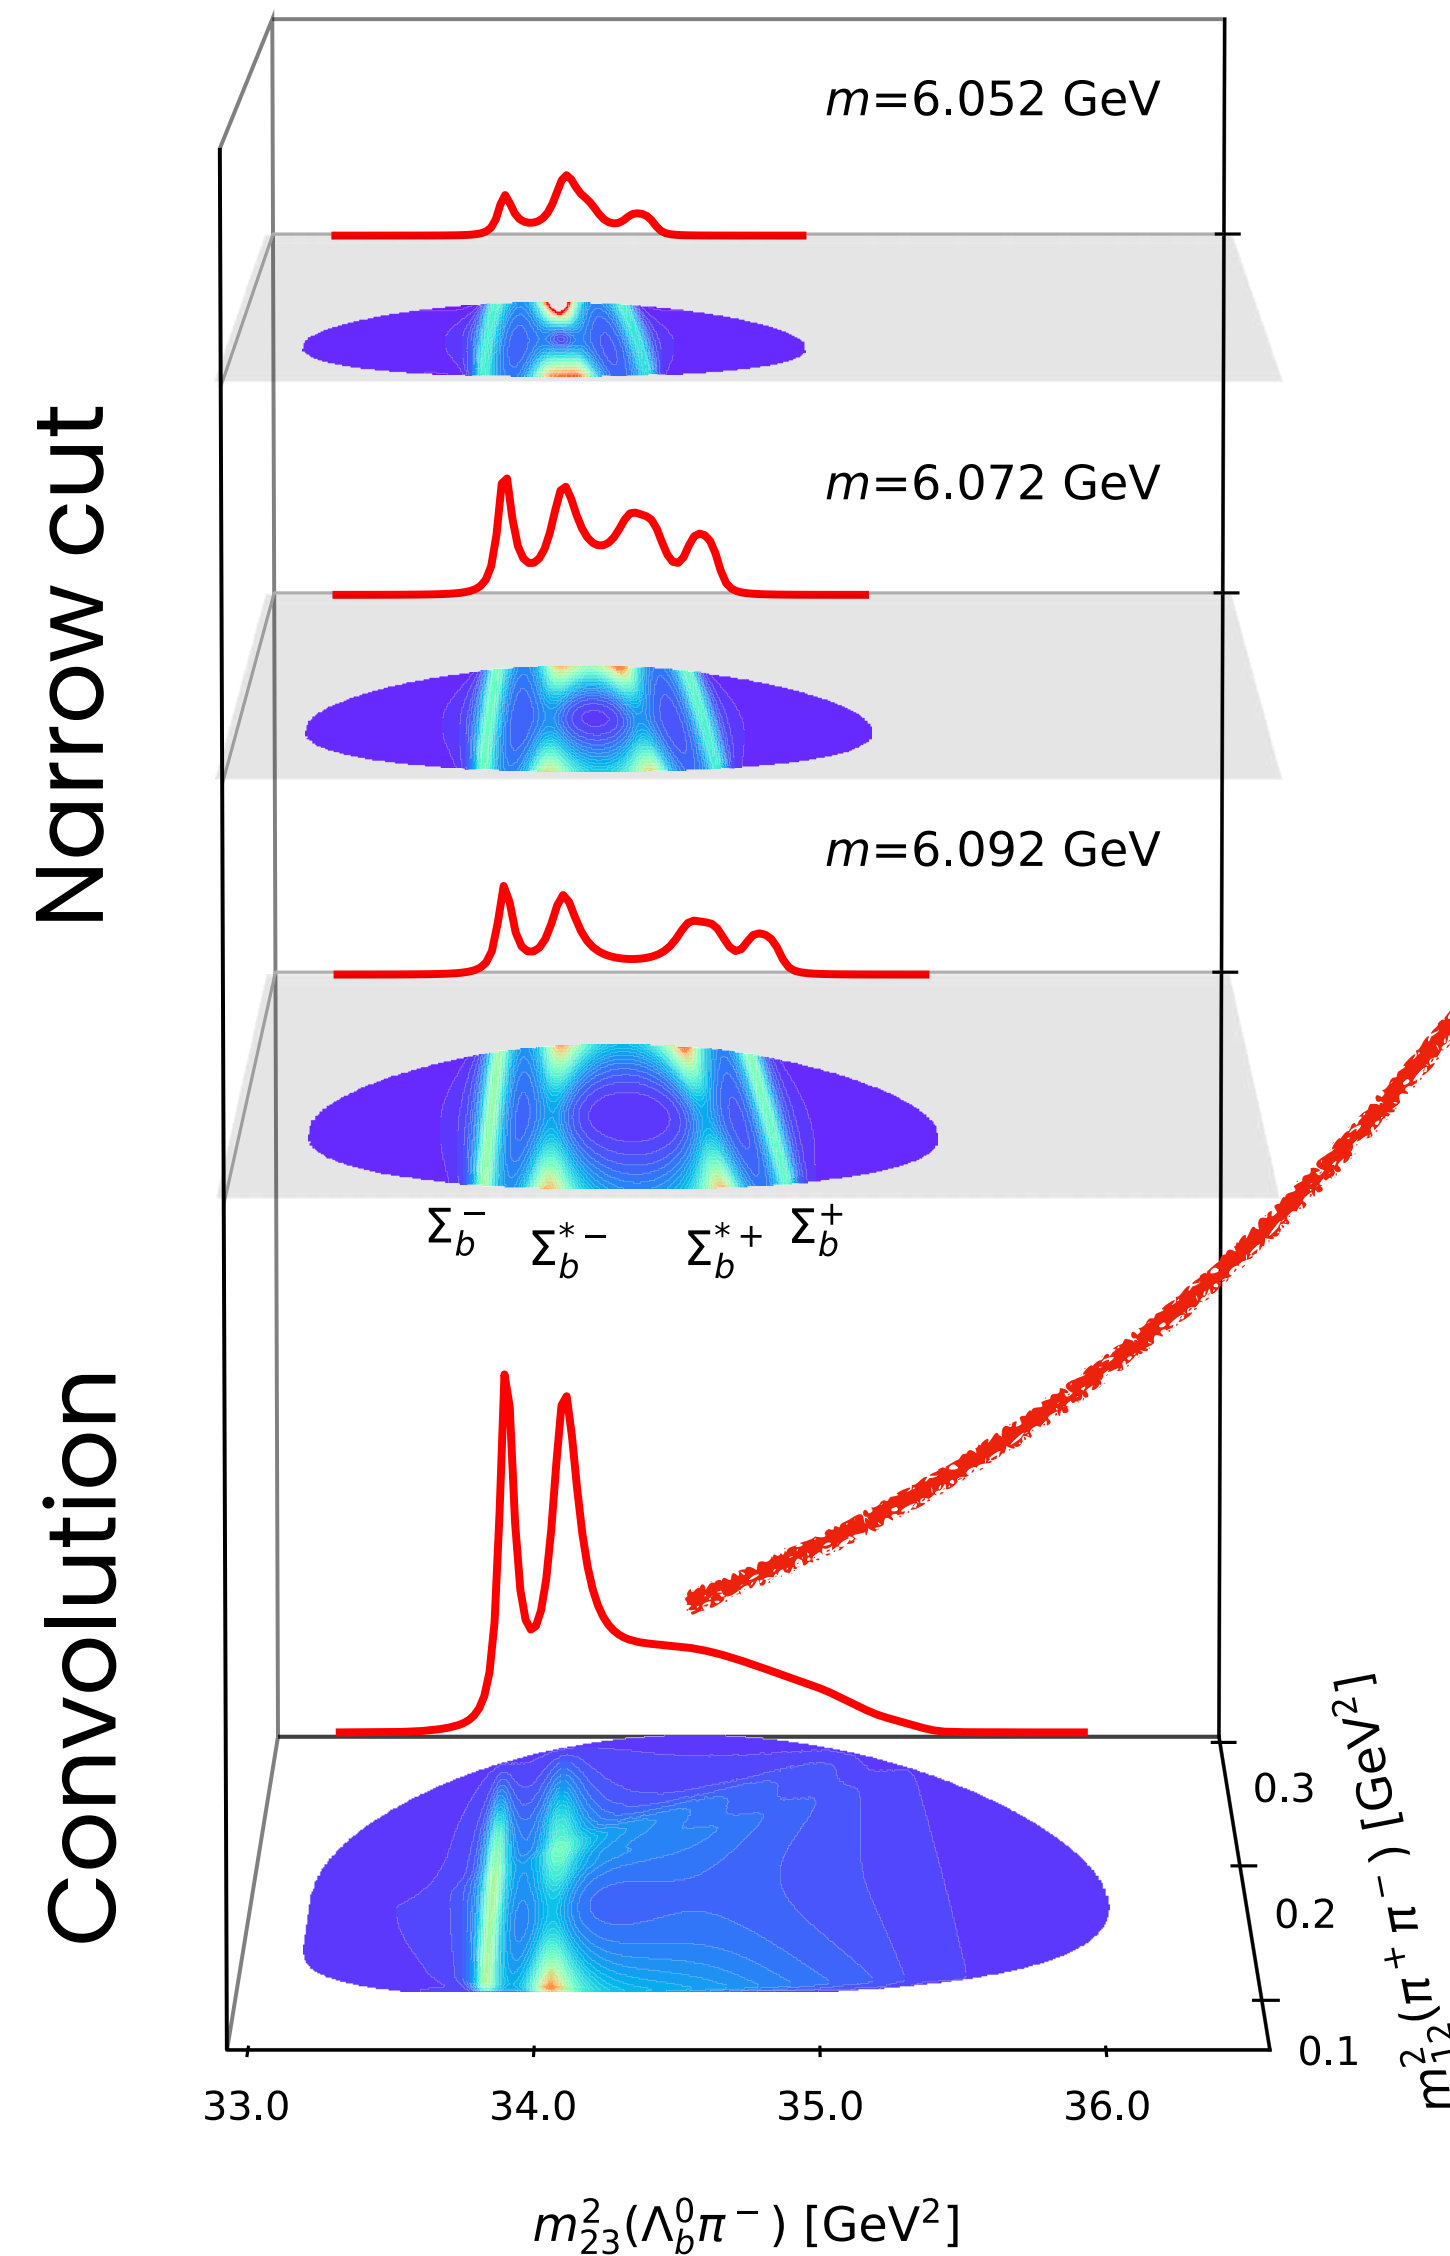 m=6.052 GeV
Narrow cut
m=6.072 GeV
m=6.092 GeV
Σ_b^-
Σ_b^{*-}
Σ_b^{*+}
Σ_b^+
Convolution
0.3
0.2
0.1
m_{12}^2(π^+π^-) [GeV^2]
33.0 34.0 35.0 36.0
m_{23}^2(Λ_b^0π^-) [GeV^2]